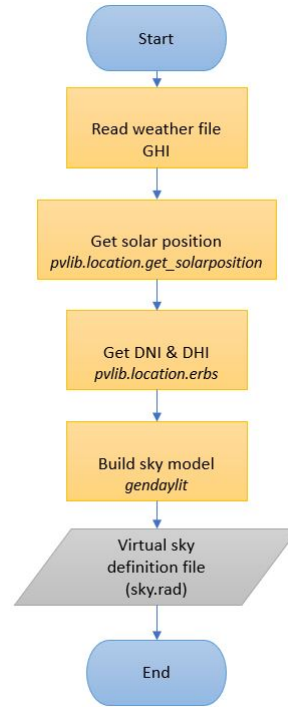 Start
Read weather file
GHI
Get solar position
pvlib.location.get_solarposition
Get DNI & DHI
pvlib.location.erbs
Build sky model
gendaylit
Virtual sky
definition file
(sky.rad)
End